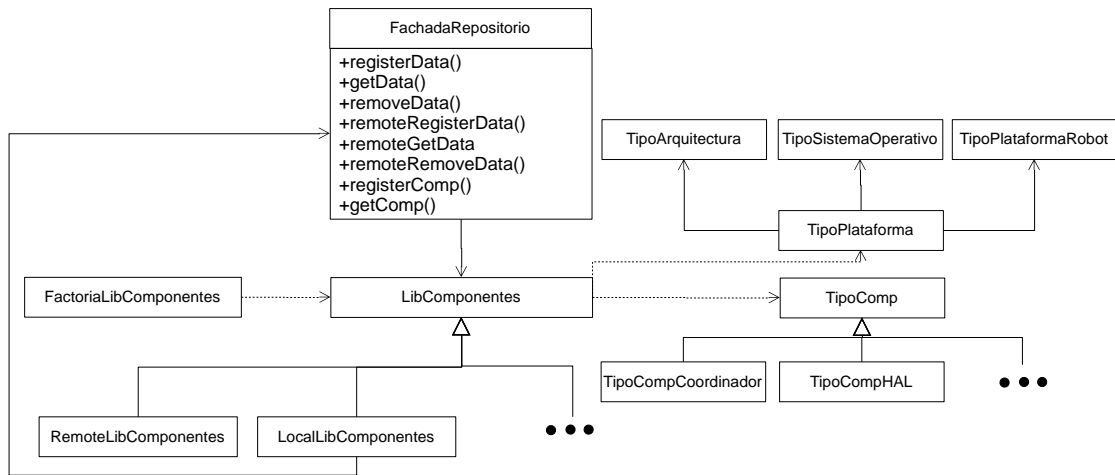 FachadaRepositorio
+registerData()
+getData()
+removeData()
+remoteRegisterData()
+remoteGetData
+remoteRemoveData()
+registerComp()
+getComp()
TipoArquitectura
TipoSistemaOperativo
TipoPlataformaRobot
TipoPlataforma
FactoriaLibComponentes
LibComponentes
TipoComp
TipoCompCoordinador
TipoCompHAL
RemoteLibComponentes
LocalLibComponentes